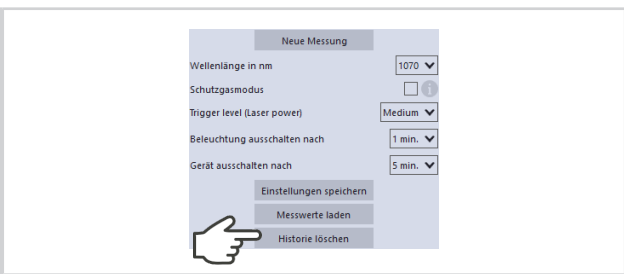 Neue Messung
Wellenlänge in nm 1070
Schutzgasmodus i
Trigger level (Laser power) Medium
Beleuchtung ausschalten nach 1 min.
Gerät ausschalten nach 5 min.
Einstellungen speichern
Messwerte laden
Historie löschen